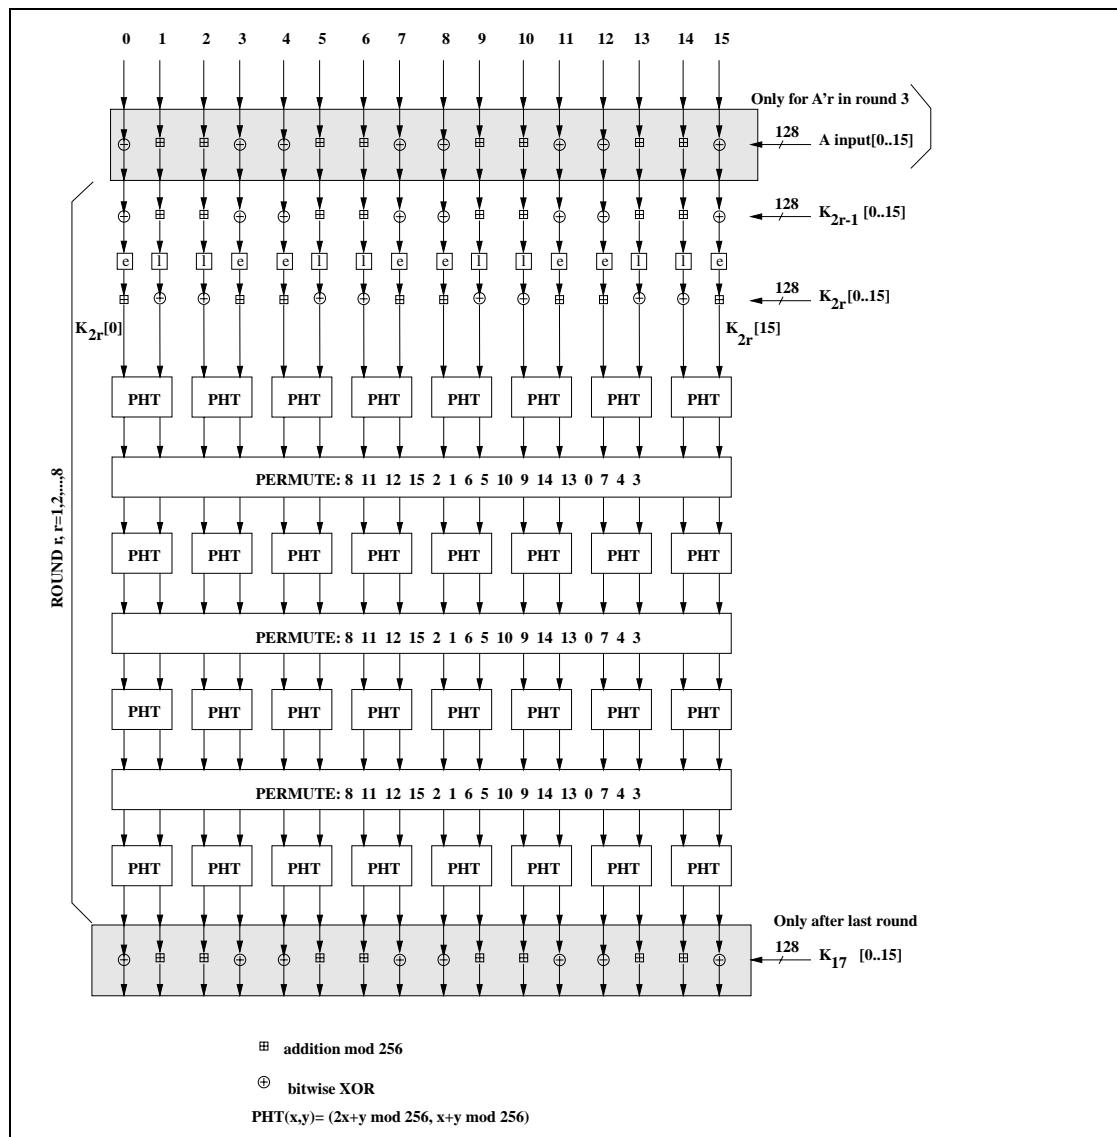 0 1 2 3 4 5 6 7 8 9 10 11 12 13 14 15
Only for A'r in round 3
128 A input[0..15]
128 K2r-1 [0..15]
e l l e e l l e e l l e e l l e
128 K2r [0..15]
K2r[0] K2r[15]
PHT PHT PHT PHT PHT PHT PHT PHT
PERMUTE: 8 11 12 15 2 1 6 5 10 9 14 13 0 7 4 3
PHT PHT PHT PHT PHT PHT PHT PHT
ROUND r, r=1,2,...,8
PERMUTE: 8 11 12 15 2 1 6 5 10 9 14 13 0 7 4 3
PHT PHT PHT PHT PHT PHT PHT PHT
PERMUTE: 8 11 12 15 2 1 6 5 10 9 14 13 0 7 4 3
PHT PHT PHT PHT PHT PHT PHT PHT
Only after last round
128 K17 [0..15]
addition mod 256
bitwise XOR
PHT(x,y)= (2x+y mod 256, x+y mod 256)